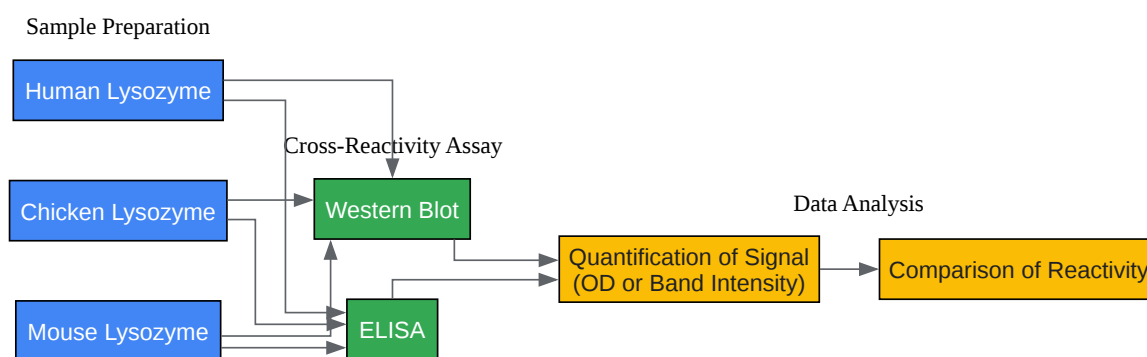 Sample Preparation
Human Lysozyme
Cross-Reactivity Assay
Chicken Lysozyme
Western Blot
Data Analysis
Quantification of Signal
(OD or Band Intensity)
Comparison of Reactivity
Mouse Lysozyme
ELISA